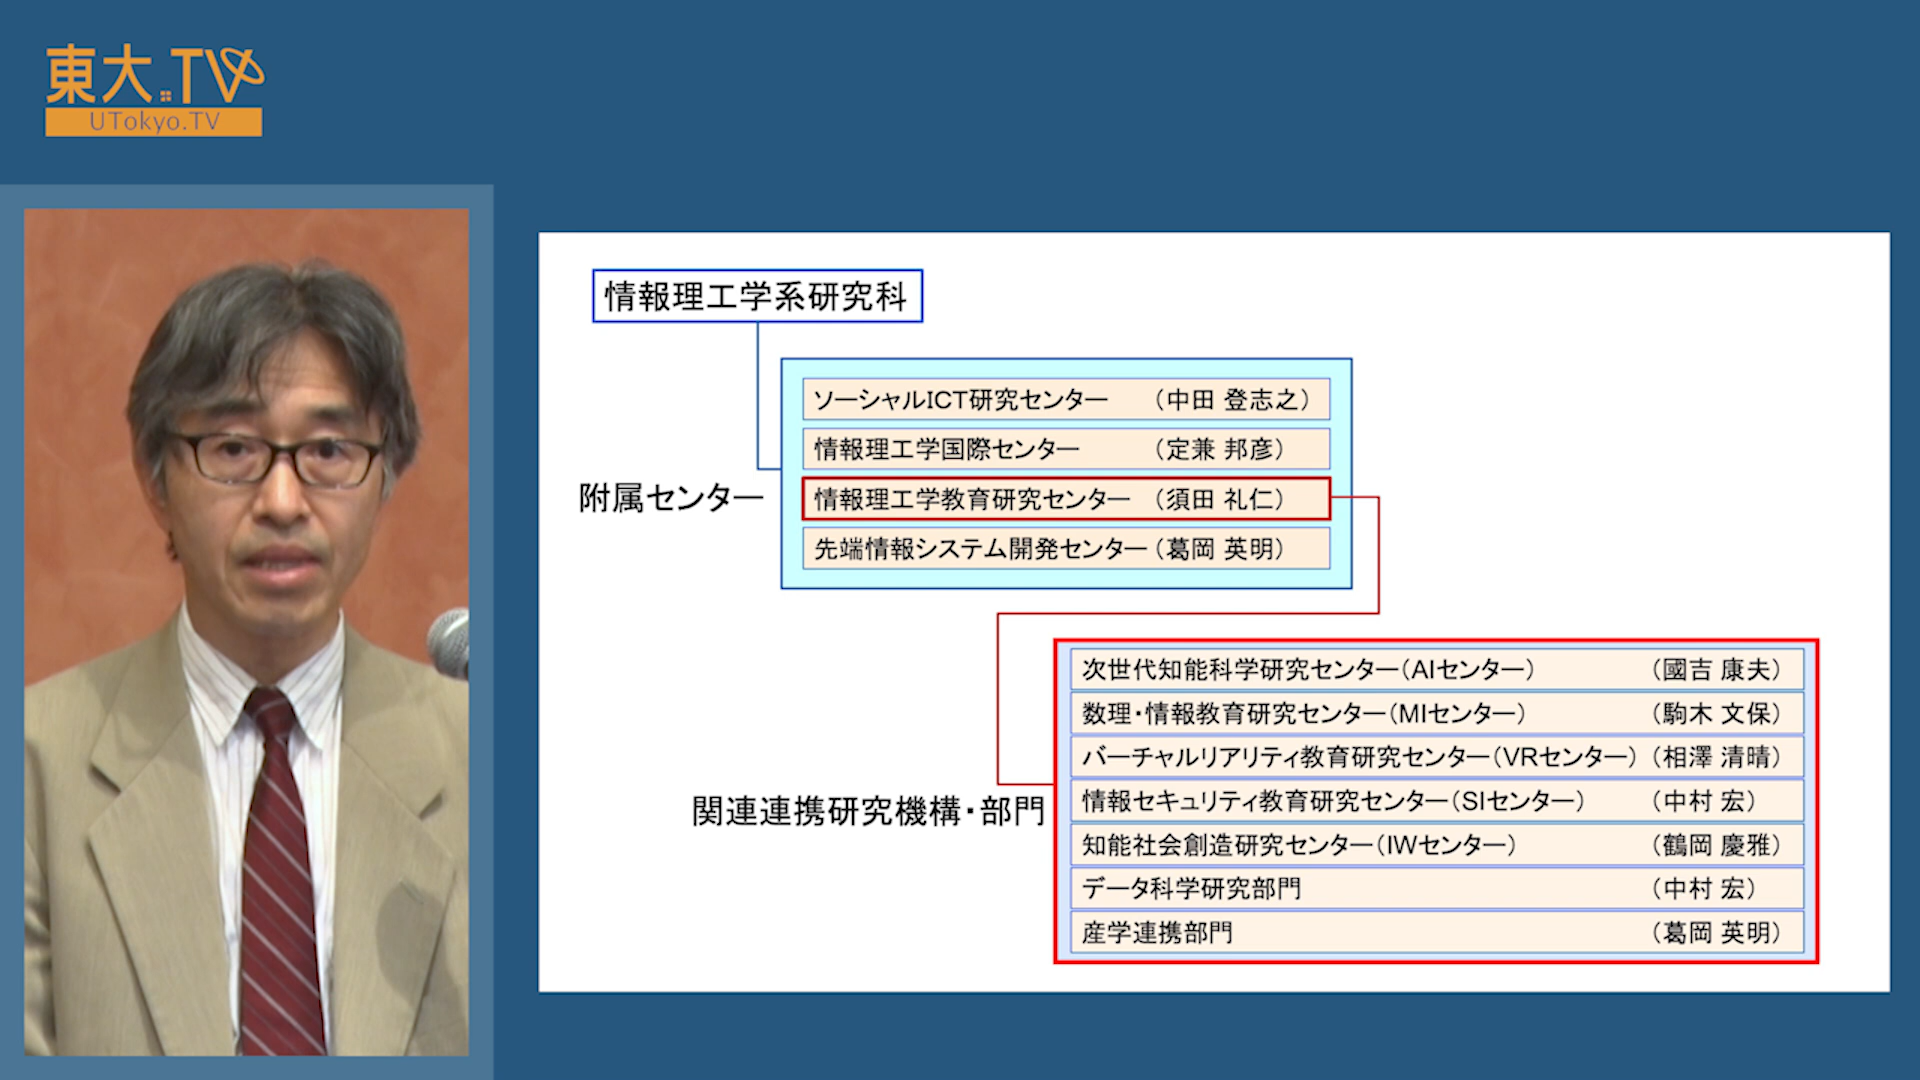 東大.TV
UTokyo.TV
情報理工学系研究科
附属センター
ソーシャルICT研究センター （中田 登志之）
情報理工学国際センター （定兼 邦彦）
情報理工学教育研究センター （須田 礼仁）
先端情報システム開発センター（葛岡 英明）
関連連携研究機構・部門
次世代知能科学研究センター（AIセンター） （國吉 康夫）
数理・情報教育研究センター（MIセンター） （駒木 文保）
バーチャルリアリティ教育研究センター（VRセンター） （相澤 清晴）
情報セキュリティ教育研究センター（SIセンター） （中村 宏）
知能社会創造研究センター（IWセンター） （鶴岡 慶雅）
データ科学研究部門 （中村 宏）
産学連携部門 （葛岡 英明）